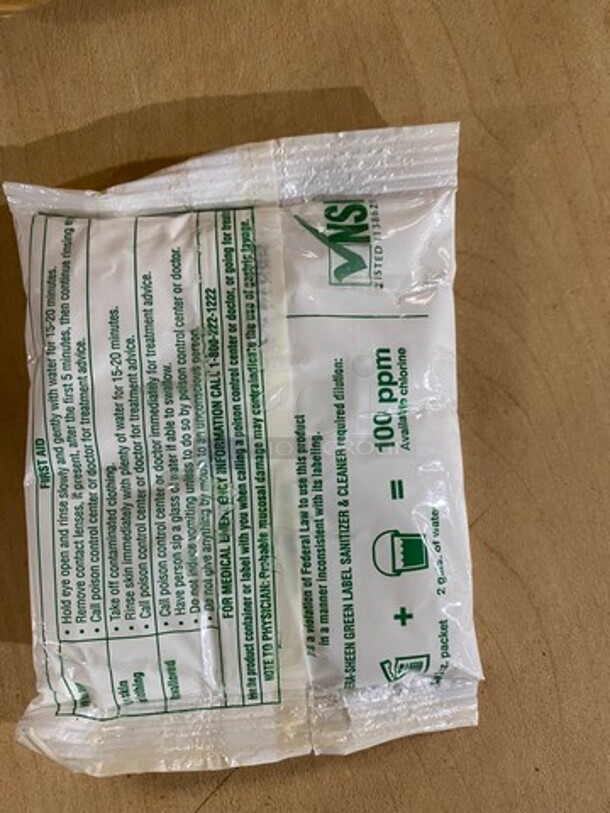 FIRST AID
• Hold eye open and rinse slowly and gently with water for 15-20 minutes.
• Remove contact lenses, if present, after the first 5 minutes, then continue rinsing
• Call poison control center or doctor for treatment advice.
skin
• Take off contaminated clothing.
• Rinse skin immediately with plenty of water for 15-20 minutes.
• Call poison control center or doctor for treatment advice.
• Call poison control center or doctor immediately for treatment advice.
• Have person sip a glass of water if able to swallow.
• Do not induce vomiting unless to do so by poison control center or doctor.
• Do not give anything by mouth to an unconscious person.
FOR MEDICAL EMERGENCY INFORMATION CALL 1-800-222-1222
product container or label with you when calling a poison control center or doctor, or going for
NOTE TO PHYSICIAN: Probable mucosal damage may contraindicate the use of gastric lavage.
a violation of Federal Law to use this product
in a manner inconsistent with its labeling.
-SHEEN GREEN LABEL SANITIZER & CLEANER required dilution:
+ = 100 ppm
Available chlorine
packet
2 of water
NS
LISTED